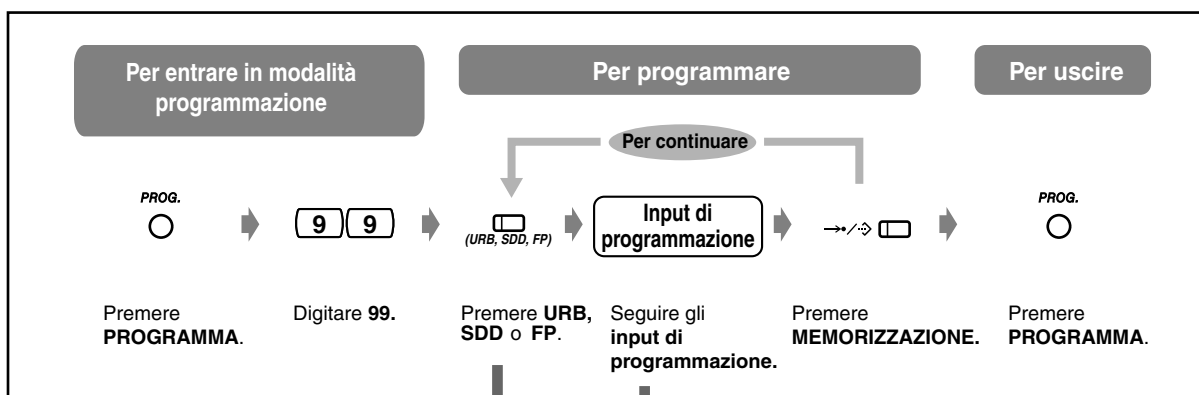 Per entrare in modalità
programmazione
Per programmare
Per uscire
Per continuare
PROG.
9 9
(URB, SDD, FP)
Input di
programmazione
PROG.
Premere
PROGRAMMA.
Digitare 99.
Premere URB,
SDD o FP.
Seguire gli
input di
programmazione.
Premere
MEMORIZZAZIONE.
Premere
PROGRAMMA.